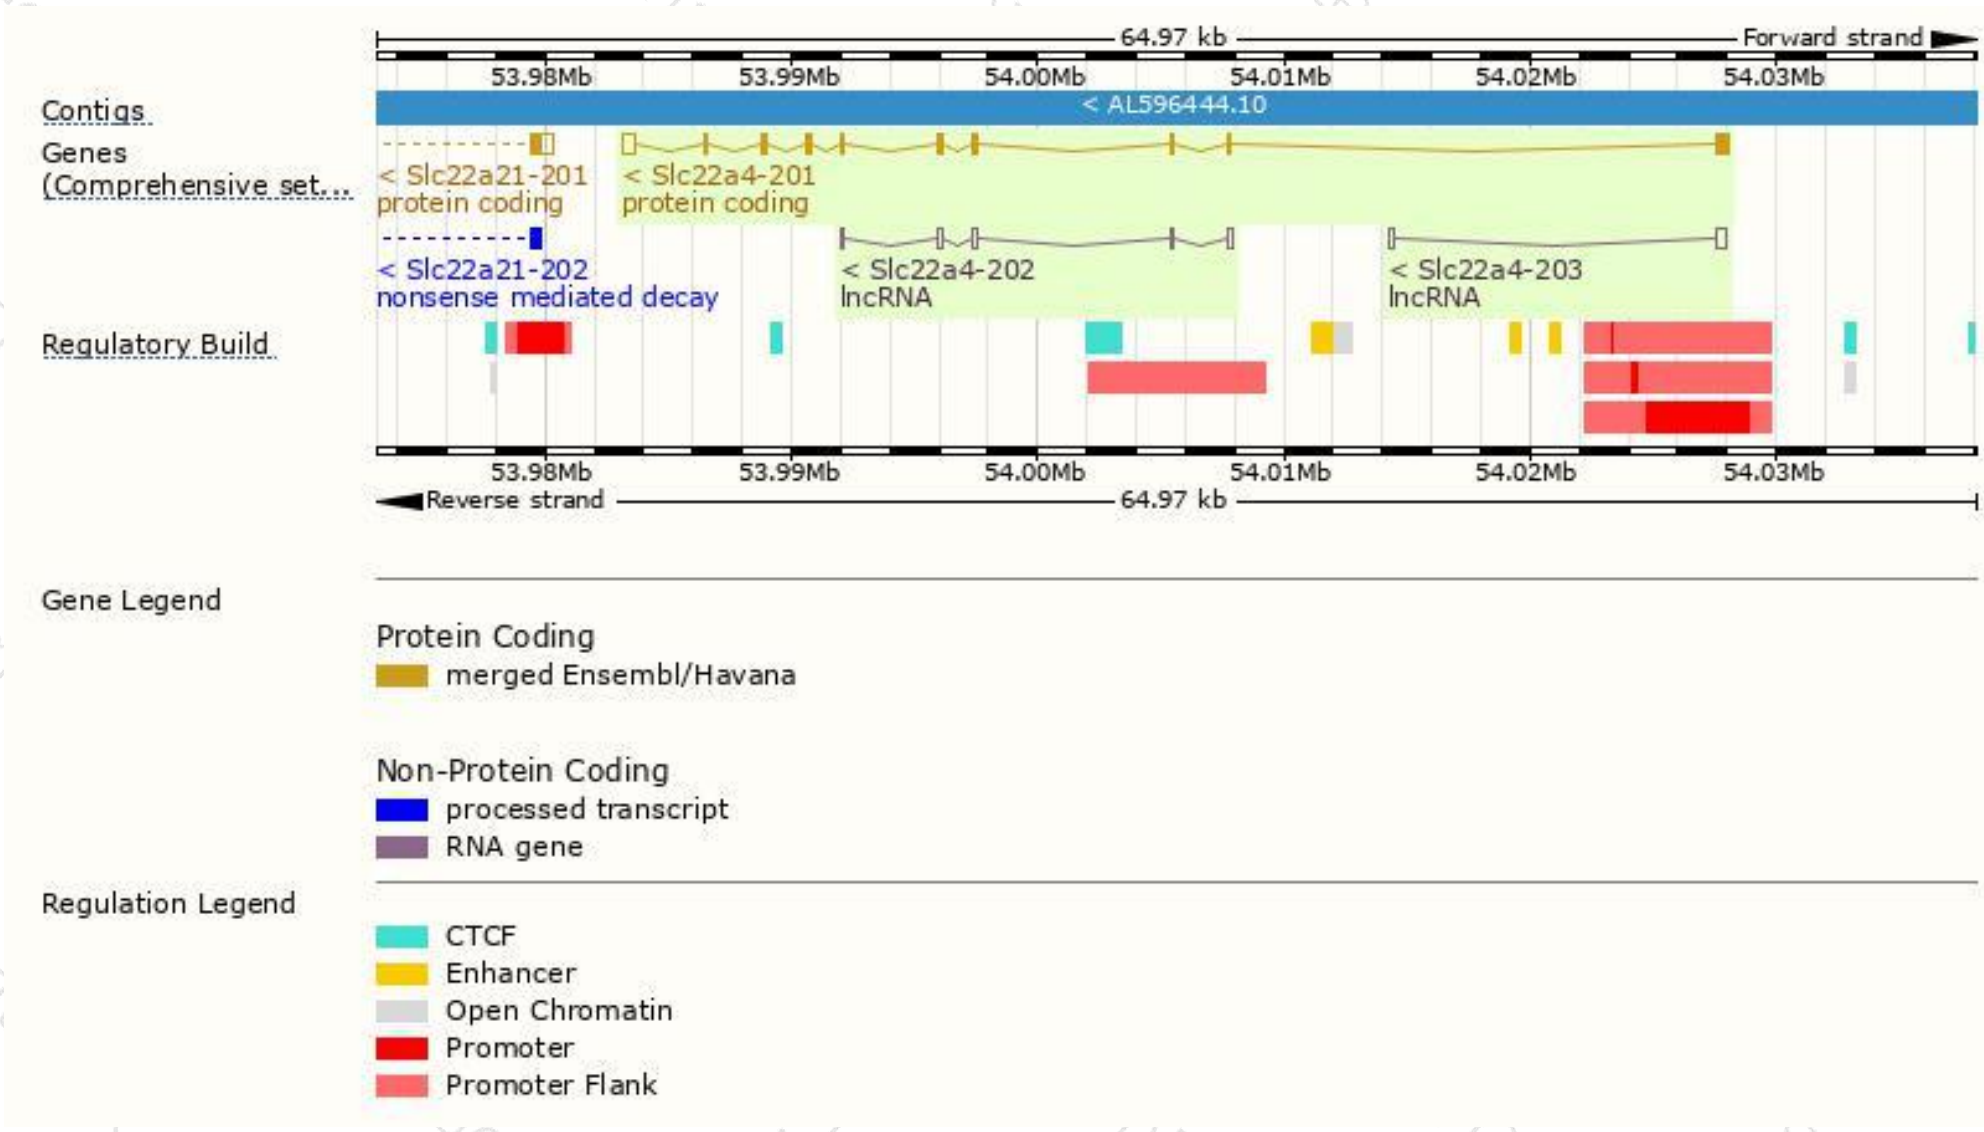 64.97 kb Forward strand
53.98Mb 53.99Mb 54.00Mb 54.01Mb 54.02Mb 54.03Mb
Contigs < AL596444.10
Genes
(Comprehensive set...
< Slc22a21-201 < Slc22a4-201
protein coding protein coding
< Slc22a21-202 < Slc22a4-202 < Slc22a4-203
nonsense mediated decay lncRNA lncRNA
Regulatory Build
53.98Mb 53.99Mb 54.00Mb 54.01Mb 54.02Mb 54.03Mb
Reverse strand 64.97 kb
Gene Legend
Protein Coding
merged Ensembl/Havana
Non-Protein Coding
processed transcript
RNA gene
Regulation Legend
CTCF
Enhancer
Open Chromatin
Promoter
Promoter Flank